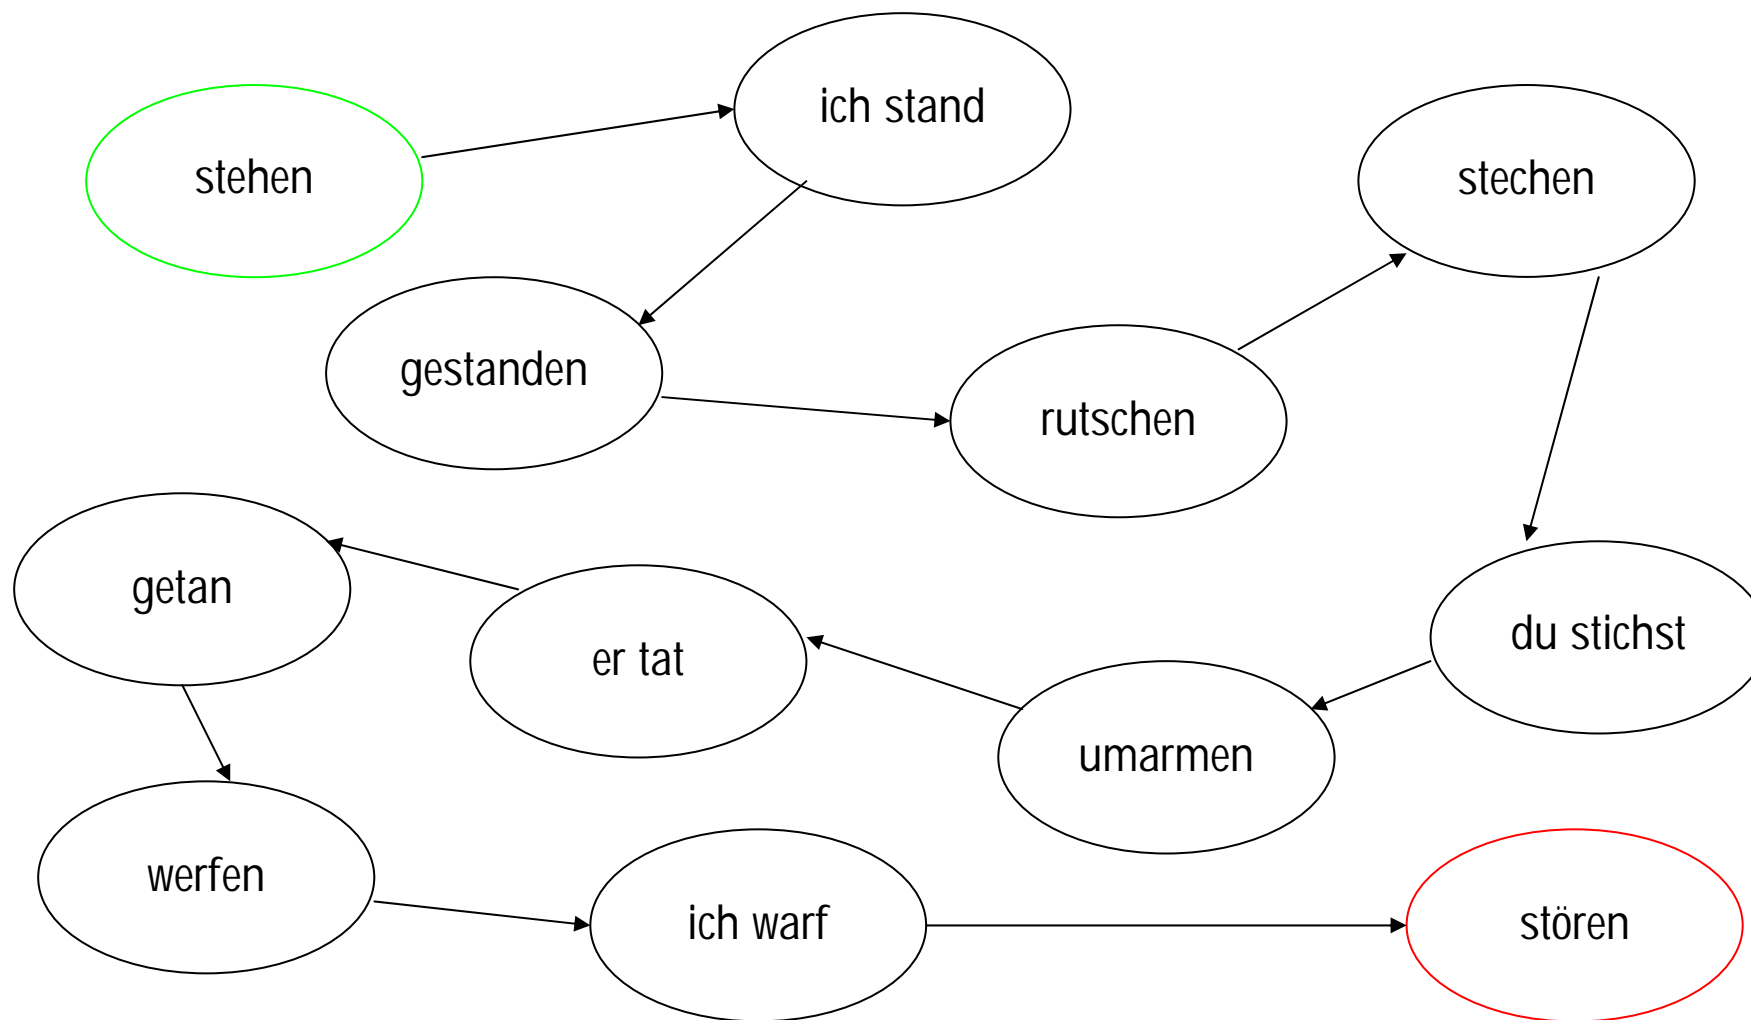 stehen
ich stand
gestanden
rutschen
stechen
du stichst
umarmen
er tat
getan
werfen
ich warf
stören